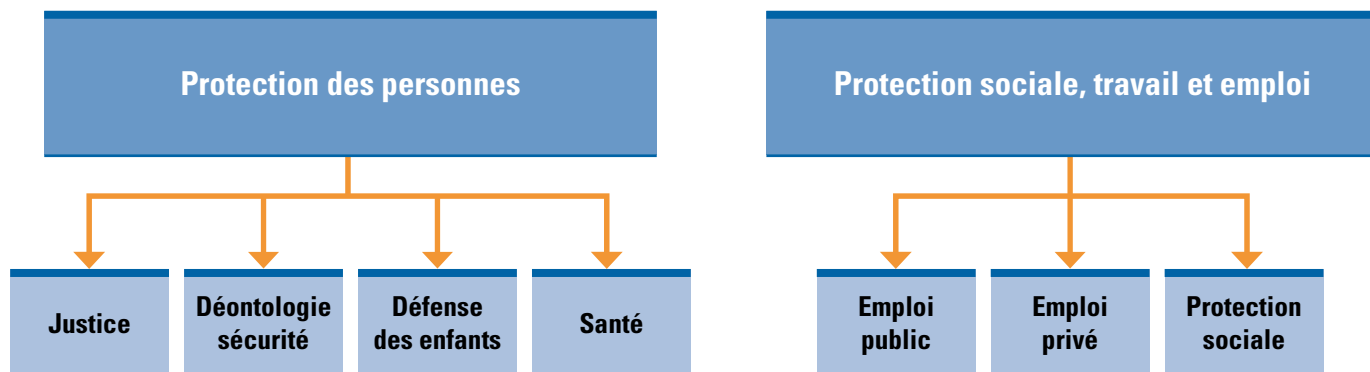 Protection des personnes
Protection sociale, travail et emploi
Justice
Déontologie
sécurité
Défense
des enfants
Santé
Emploi
public
Emploi
privé
Protection
sociale